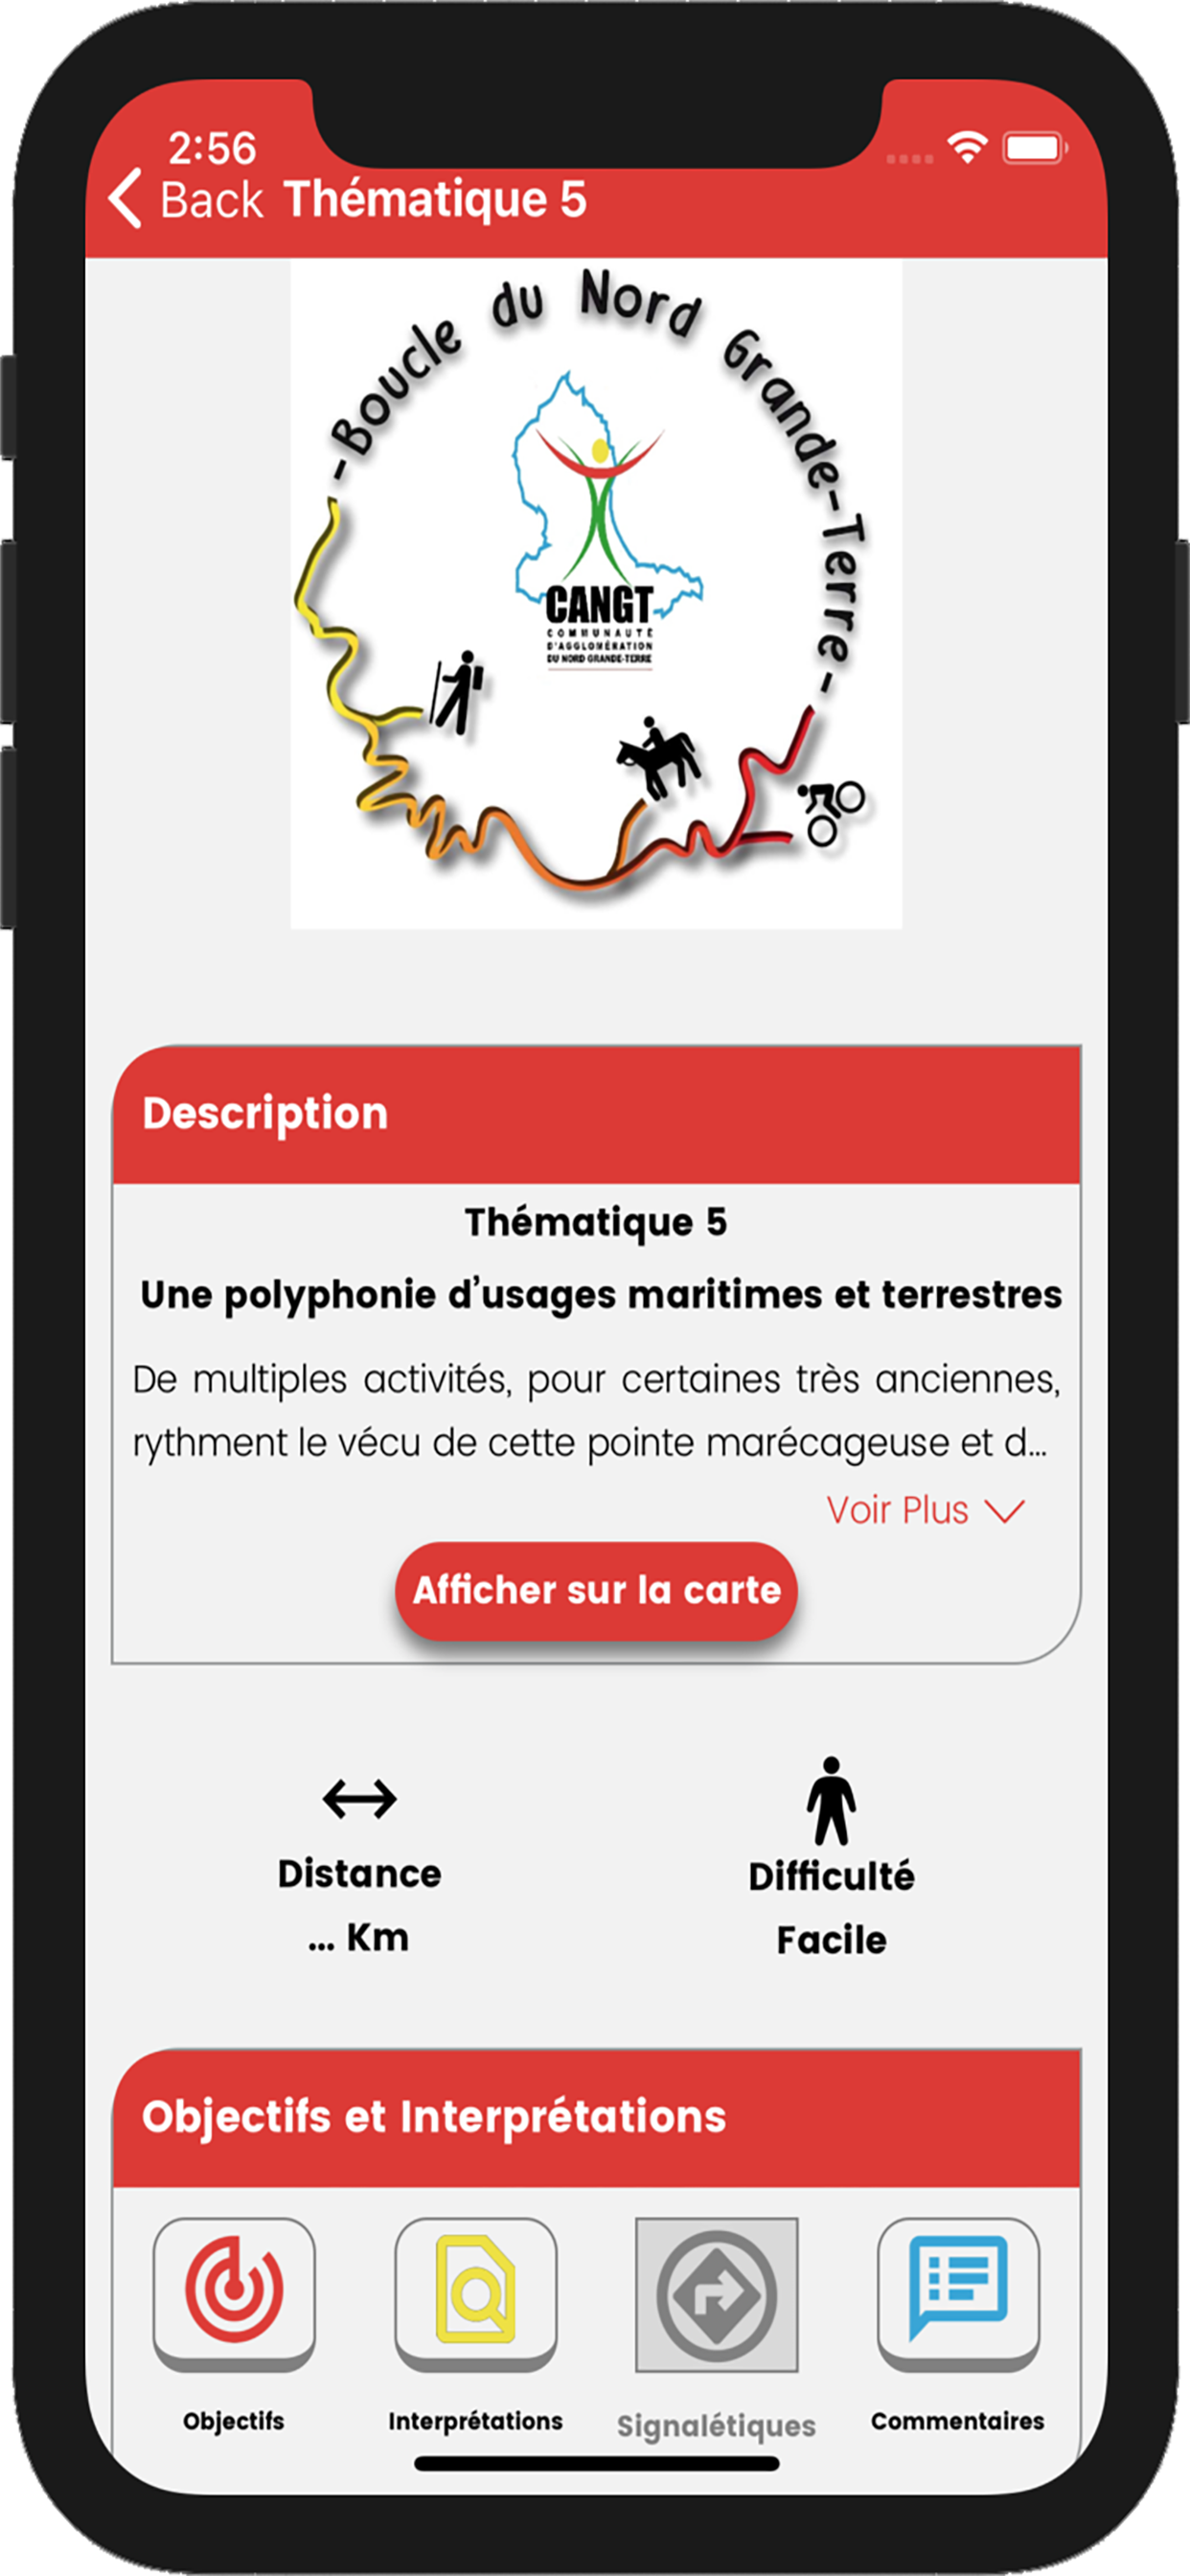 2:56
Back Thématique 5
-Boucle du Nord Grande-Terre-
CANGT
COMMUNAUTÉ
D'AGGLOMÉRATION
DU NORD GRANDE-TERRE
Description
Thématique 5
Une polyphonie d'usages maritimes et terrestres
De multiples activités, pour certaines très anciennes,
rythment le vécu de cette pointe marécageuse et d...
Voir Plus
Afficher sur la carte
Distance
... Km
Difficulté
Facile
Objectifs et Interprétations
Objectifs
Interprétations
Signalétiques
Commentaires